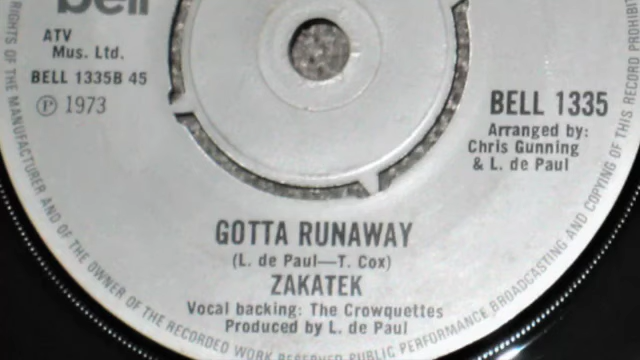 bell
ATV
Mus. Ltd.
BELL 1335B 45
Ⓟ 1973
BELL 1335
Arranged by:
Chris Gunning
& L. de Paul
GOTTA RUNAWAY
(L. de Paul—T. Cox)
ZAKATEK
Vocal backing: The Crowquettes
Produced by L. de Paul
RIGHTS OF THE MANUFACTURER AND OF THE OWNER OF THE RECORDED WORK RESERVED PUBLIC PERFORMANCE BROADCASTING AND COPYING OF THIS RECORD PROHIBIT